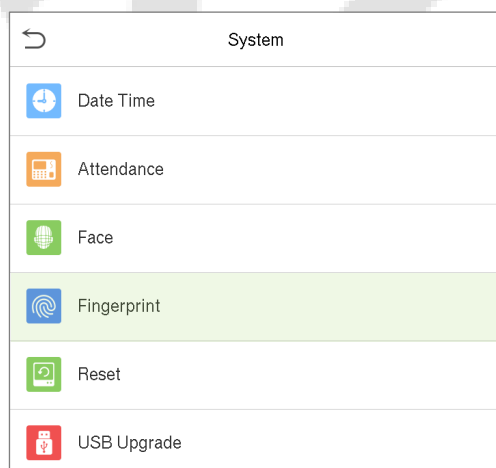 System
Date Time
Attendance
Face
Fingerprint
Reset
USB Upgrade